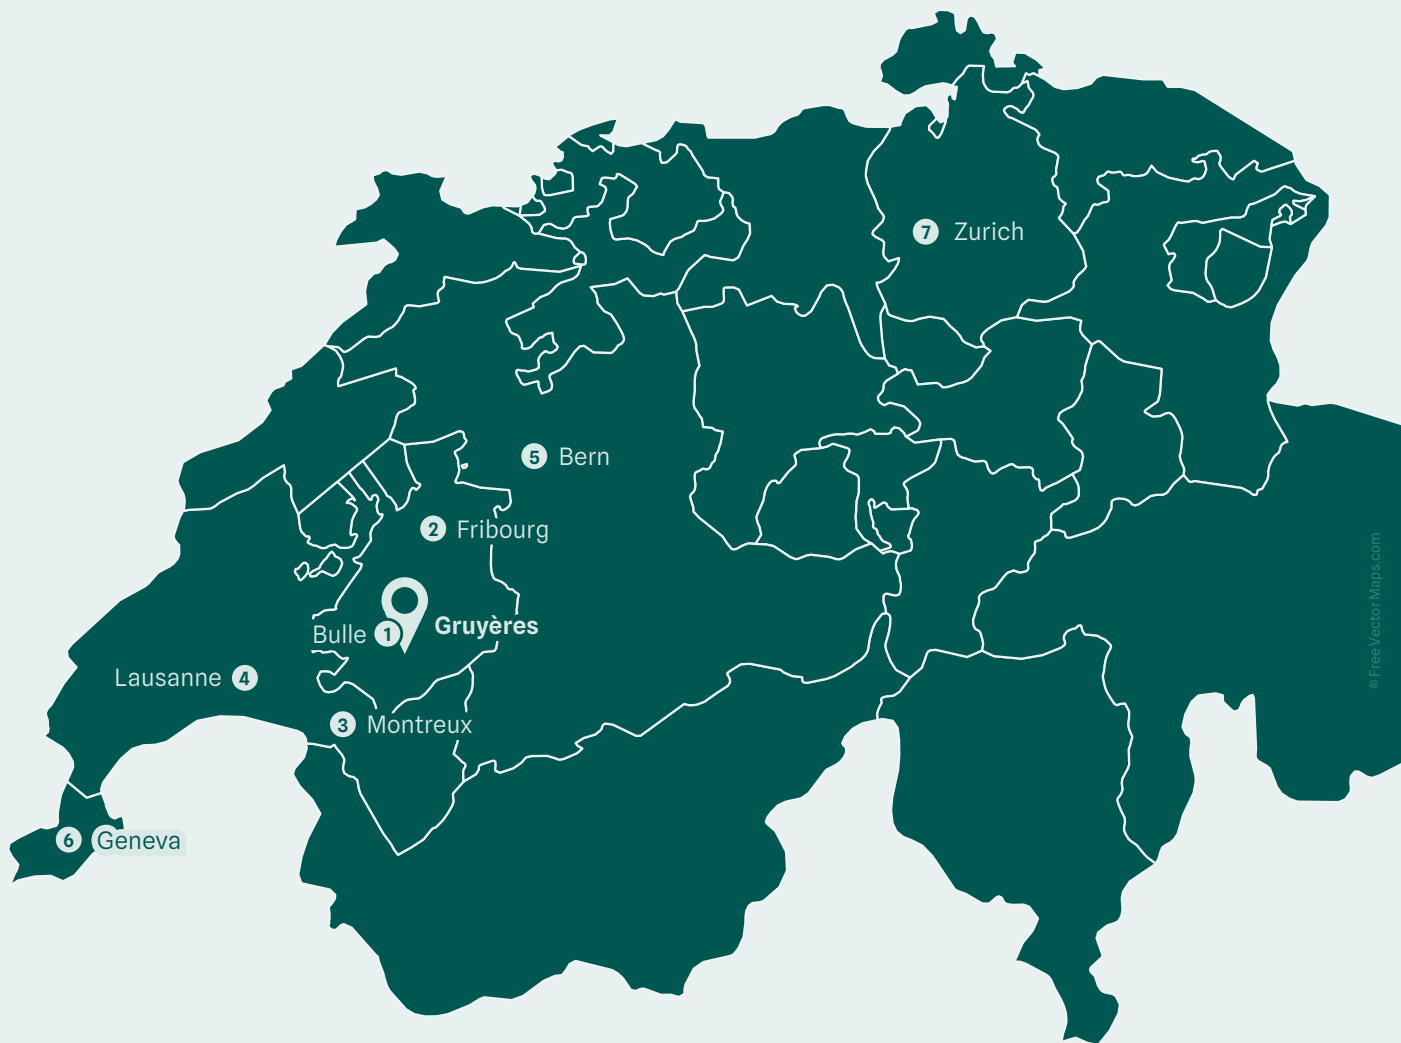 7 Zurich
5 Bern
2 Fribourg
Bulle 1 Gruyères
Lausanne 4
3 Montreux
6 Geneva
© Free Vector Maps.com